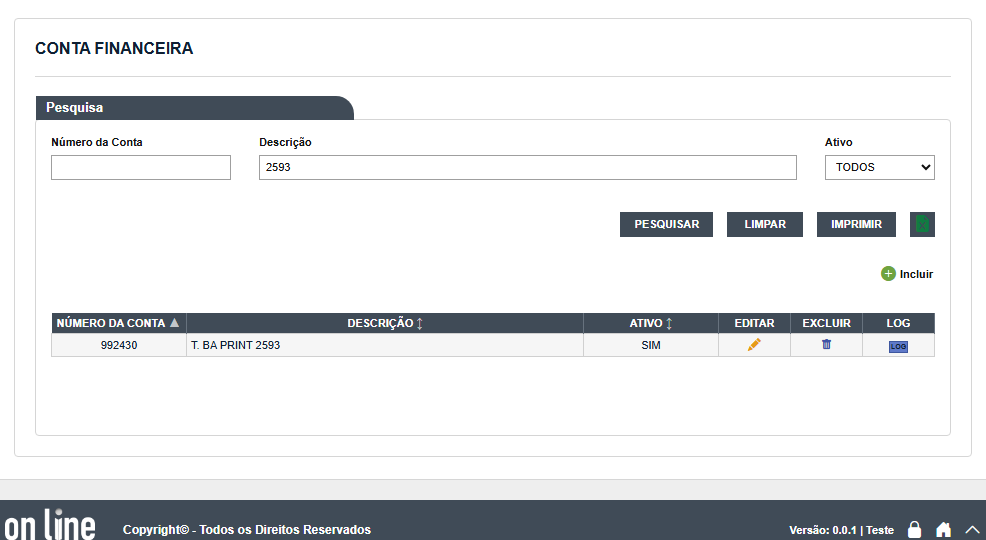 CONTA FINANCEIRA
Pesquisa
Número da Conta Descrição Ativo
2593 TODOS
PESQUISAR LIMPAR IMPRIMIR
Incluir
NÚMERO DA CONTA DESCRIÇÃO ATIVO EDITAR EXCLUIR LOG
992430 T. BA PRINT 2593 SIM LOG
on line Copyright© - Todos os Direitos Reservados Versão: 0.0.1 | Teste